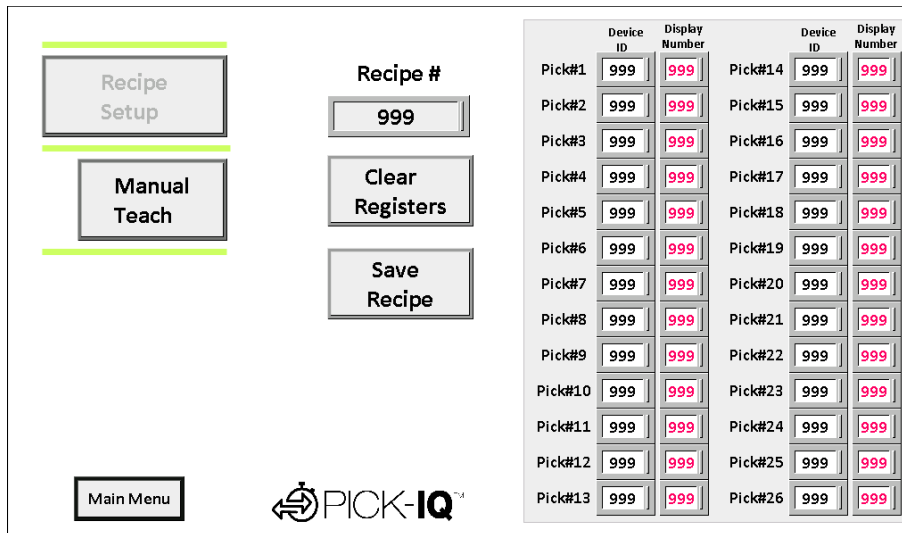 Recipe
Setup
Manual
Teach
Main Menu
Recipe #
999
Clear
Registers
Save
Recipe
PICK-IQ™
Device
ID
Display
Number
Device
ID
Display
Number
Pick#1 999 999 Pick#14 999 999
Pick#2 999 999 Pick#15 999 999
Pick#3 999 999 Pick#16 999 999
Pick#4 999 999 Pick#17 999 999
Pick#5 999 999 Pick#18 999 999
Pick#6 999 999 Pick#19 999 999
Pick#7 999 999 Pick#20 999 999
Pick#8 999 999 Pick#21 999 999
Pick#9 999 999 Pick#22 999 999
Pick#10 999 999 Pick#23 999 999
Pick#11 999 999 Pick#24 999 999
Pick#12 999 999 Pick#25 999 999
Pick#13 999 999 Pick#26 999 999